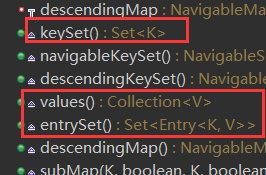 descendingMap : NavigableMa
keySet() : Set<K>
navigableKeySet() : NavigableS
descendingKeySet() : Navigable
values() : Collection<V>
entrySet() : Set<Entry<K, V>>
descendingMap() : NavigableM
subMap(K, boolean, K, boolean